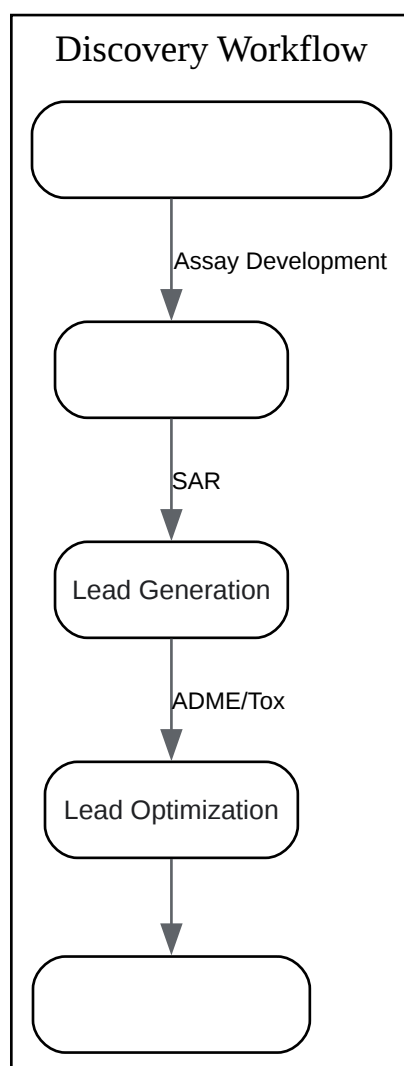 Discovery Workflow
Assay Development
SAR
Lead Generation
ADME/Tox
Lead Optimization